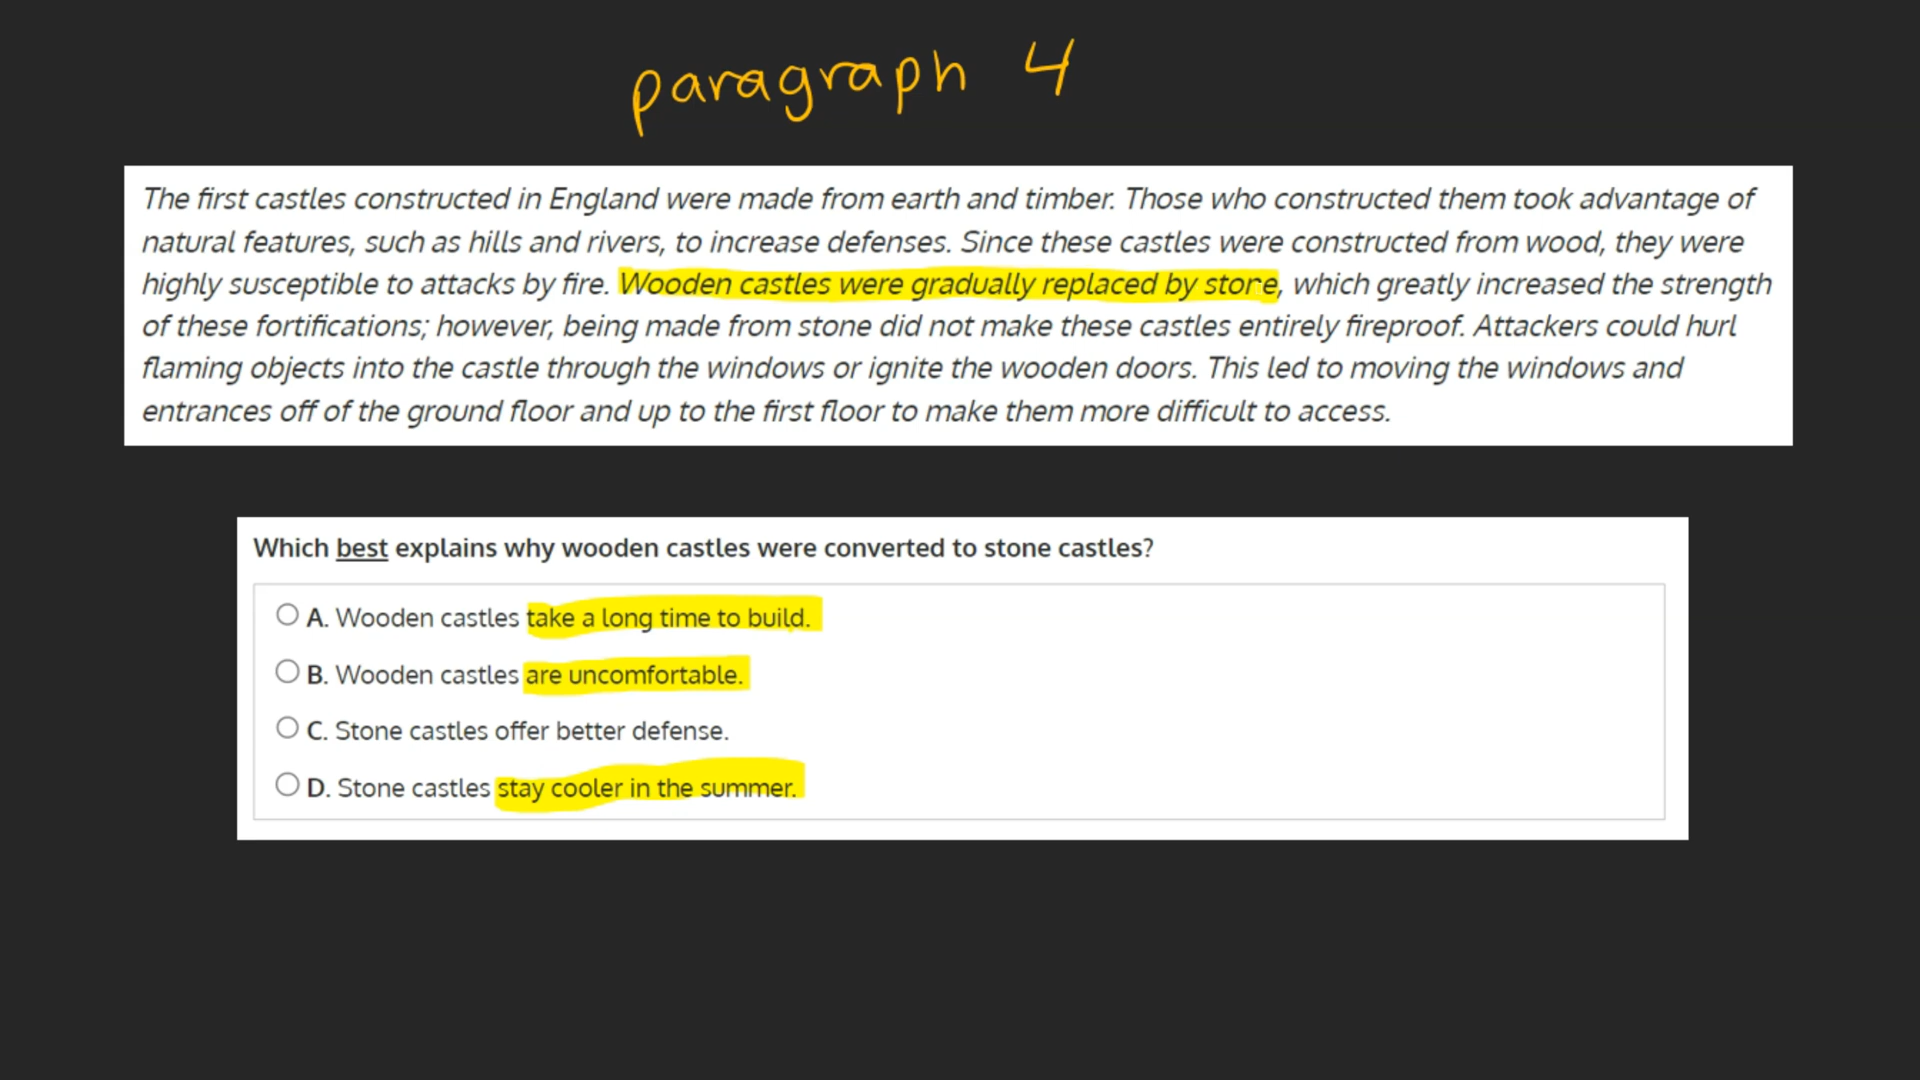 paragraph 4
The first castles constructed in England were made from earth and timber. Those who constructed them took advantage of
natural features, such as hills and rivers, to increase defenses. Since these castles were constructed from wood, they were
highly susceptible to attacks by fire. Wooden castles were gradually replaced by stone, which greatly increased the strength
of these fortifications; however, being made from stone did not make these castles entirely fireproof. Attackers could hurl
flaming objects into the castle through the windows or ignite the wooden doors. This led to moving the windows and
entrances off of the ground floor and up to the first floor to make them more difficult to access.
Which best explains why wooden castles were converted to stone castles?
A. Wooden castles take a long time to build.
B. Wooden castles are uncomfortable.
C. Stone castles offer better defense.
D. Stone castles stay cooler in the summer.